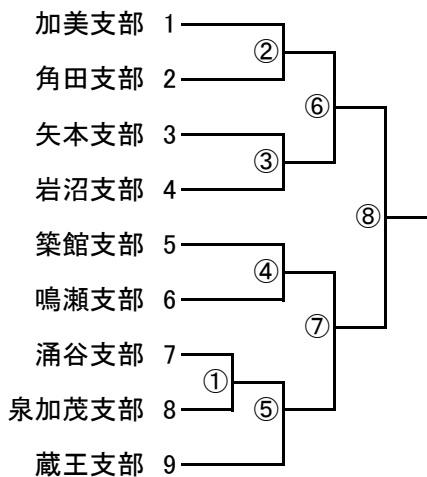 加美支部 1
②
角田支部 2
⑥
矢本支部 3
③
岩沼支部 4
⑧
築館支部 5
④
鳴瀬支部 6
⑦
涌谷支部 7
①
泉加茂支部 8
⑤
蔵王支部 9